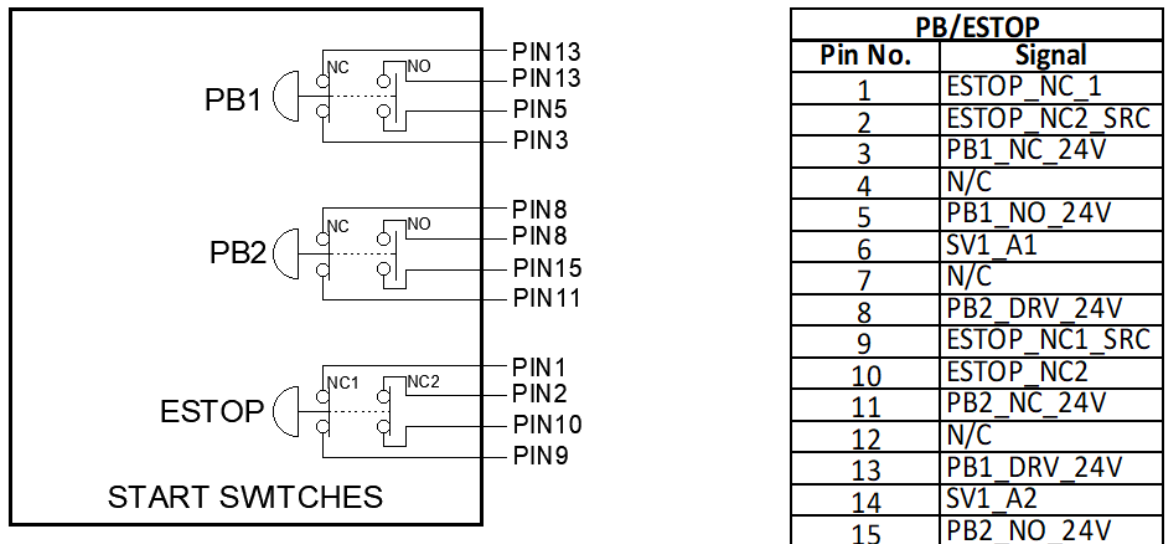 PIN13
NC
NO
PIN13
PB1
PIN5
PIN3
PIN8
NC
NO
PIN8
PB2
PIN15
PIN11
PIN1
NC1
NC2
PIN2
ESTOP
PIN10
PIN9
START SWITCHES
PB/ESTOP
Pin No. Signal
1 ESTOP_NC_1
2 ESTOP_NC2_SRC
3 PB1_NC_24V
4 N/C
5 PB1_NO_24V
6 SV1_A1
7 N/C
8 PB2_DRV_24V
9 ESTOP_NC1_SRC
10 ESTOP_NC2
11 PB2_NC_24V
12 N/C
13 PB1_DRV_24V
14 SV1_A2
15 PB2_NO_24V